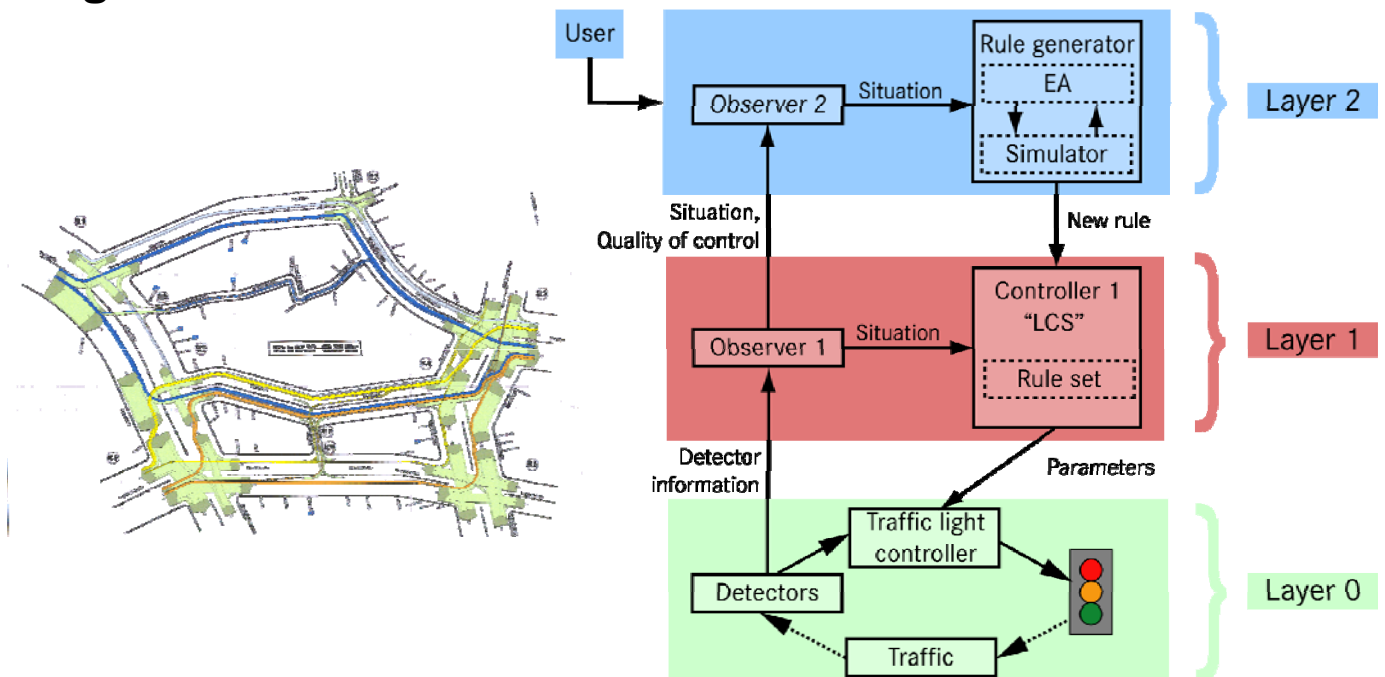 User
Observer 2
Situation
Rule generator
EA
Simulator
Layer 2
Situation,
Quality of control
New rule
Observer 1
Situation
Controller 1
“LCS”
Rule set
Layer 1
Detector
information
Parameters
Traffic light
controller
Detectors
Traffic
Layer 0